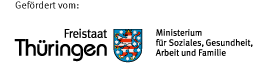 Gefördert vom:
Freistaat
Thüringen
Ministerium
für Soziales, Gesundheit,
Arbeit und Familie